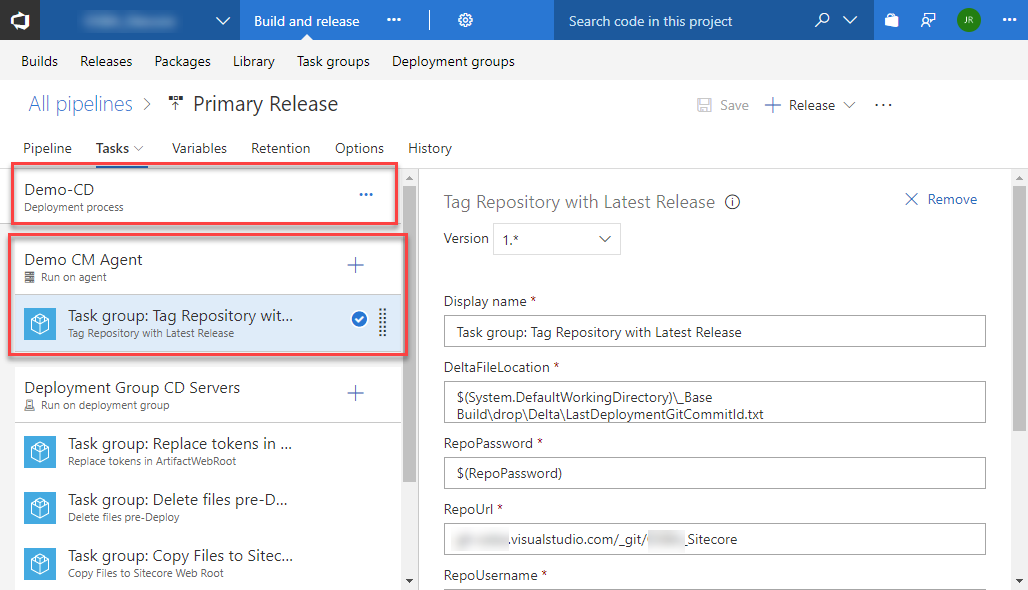 Build and release
Search code in this project
JR
Builds Releases Packages Library Task groups Deployment groups
All pipelines > Primary Release
Save
Release
Pipeline Tasks Variables Retention Options History
Demo-CD
Deployment process
Demo CM Agent
Run on agent
Task group: Tag Repository wit...
Tag Repository with Latest Release
Deployment Group CD Servers
Run on deployment group
Task group: Replace tokens in ...
Replace tokens in ArtifactWebRoot
Task group: Delete files pre-D...
Delete files pre-Deploy
Task group: Copy Files to Sitec...
Copy Files to Sitecore Web Root
Tag Repository with Latest Release
Remove
Version 1.*
Display name *
Task group: Tag Repository with Latest Release
DeltaFileLocation *
$(System.DefaultWorkingDirectory)\_Base
Build\drop\Delta\LastDeploymentGitCommitId.txt
RepoPassword *
$(RepoPassword)
RepoUrl *
.visualstudio.com/_git/ _Sitecore
RepoUsername *